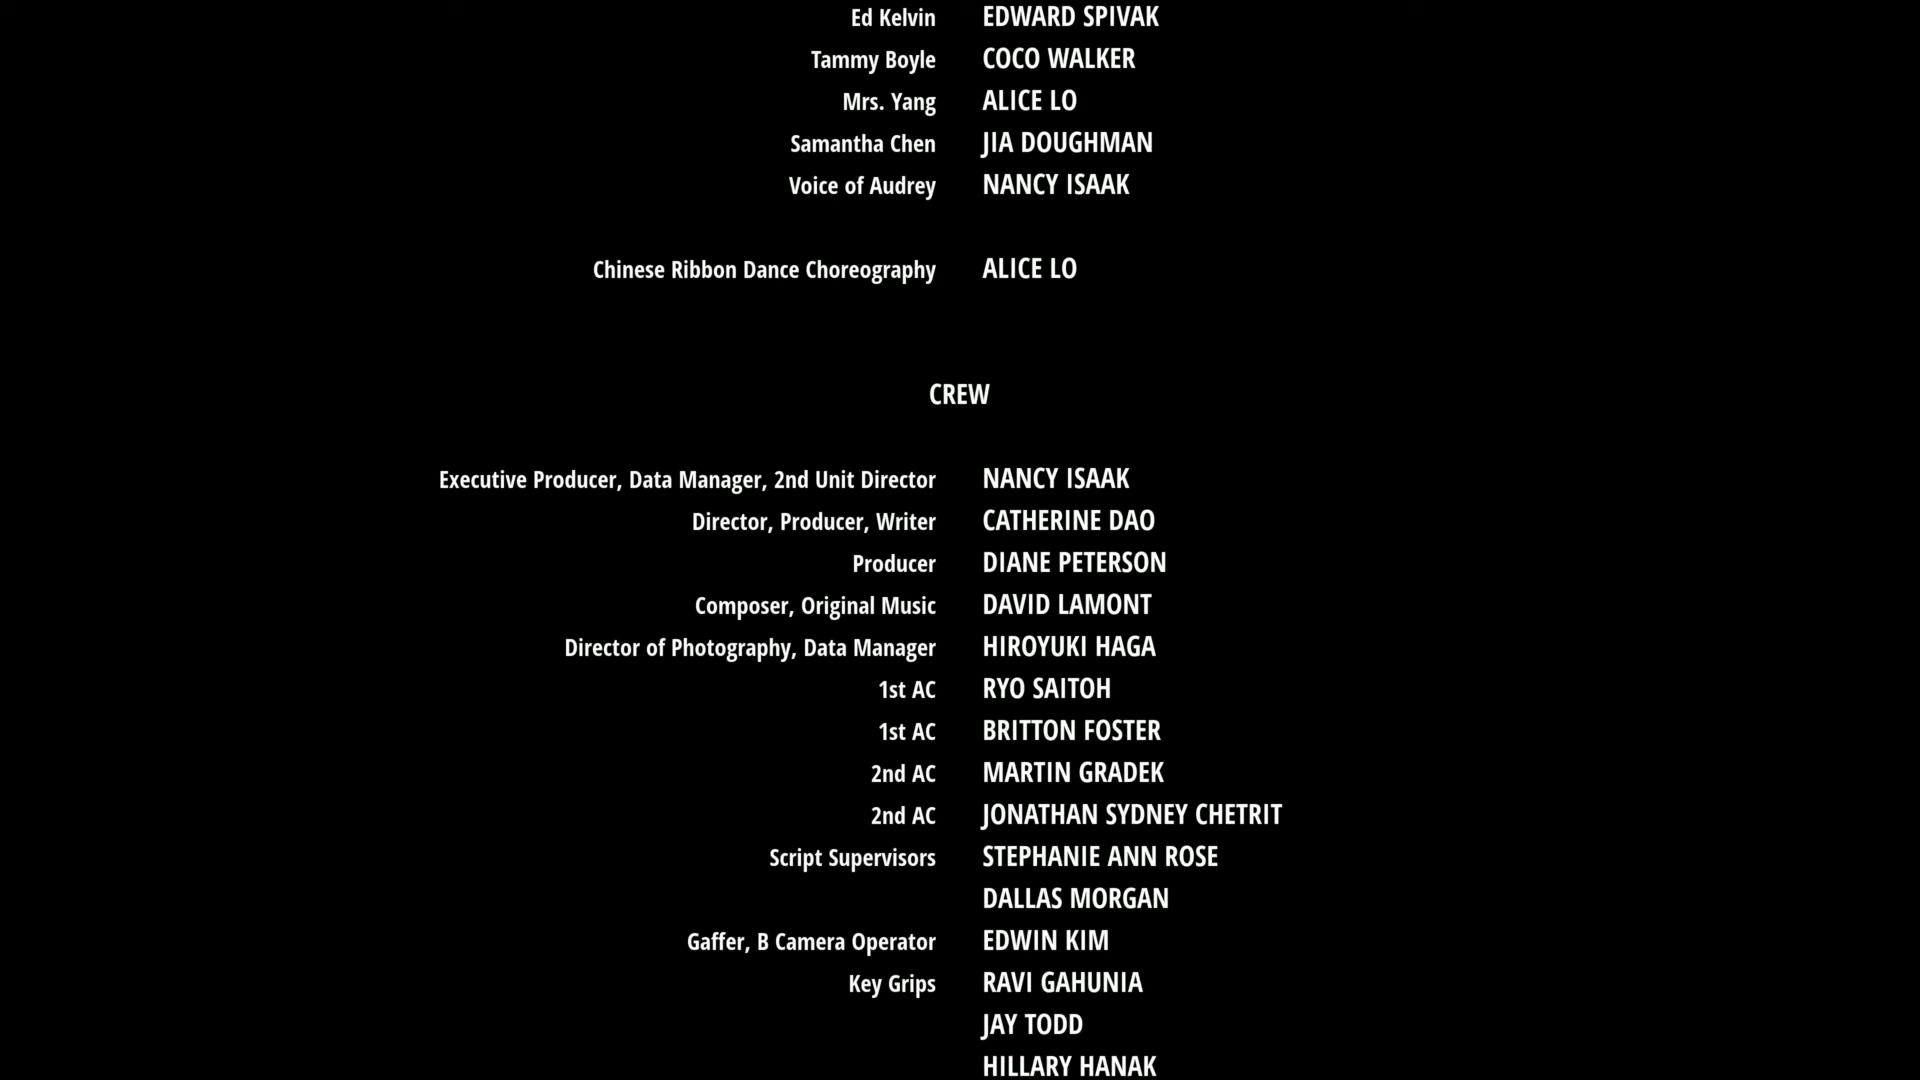 Ed Kelvin EDWARD SPIVAK
Tammy Boyle COCO WALKER
Mrs. Yang ALICE LO
Samantha Chen JIA DOUGHMAN
Voice of Audrey NANCY ISAAK
Chinese Ribbon Dance Choreography ALICE LO
CREW
Executive Producer, Data Manager, 2nd Unit Director NANCY ISAAK
Director, Producer, Writer CATHERINE DAO
Producer DIANE PETERSON
Composer, Original Music DAVID LAMONT
Director of Photography, Data Manager HIROYUKI HAGA
1st AC RYO SAITOH
1st AC BRITTON FOSTER
2nd AC MARTIN GRADEK
2nd AC JONATHAN SYDNEY CHETRIT
Script Supervisors STEPHANIE ANN ROSE
DALLAS MORGAN
Gaffer, B Camera Operator EDWIN KIM
Key Grips RAVI GAHUNIA
JAY TODD
HILLARY HANAK